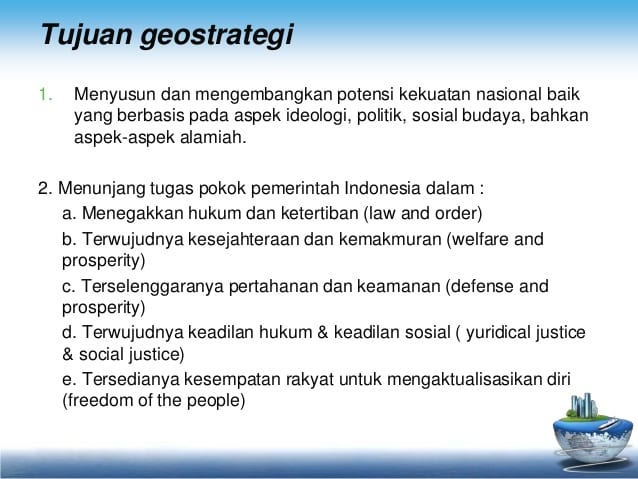 Tujuan geostrategi
1. Menyusun dan mengembangkan potensi kekuatan nasional baik
yang berbasis pada aspek ideologi, politik, sosial budaya, bahkan
aspek-aspek alamiah.
2. Menunjang tugas pokok pemerintah Indonesia dalam :
a. Menegakkan hukum dan ketertiban (law and order)
b. Terwujudnya kesejahteraan dan kemakmuran (welfare and
prosperity)
c. Terselenggaranya pertahanan dan keamanan (defense and
prosperity)
d. Terwujudnya keadilan hukum & keadilan sosial ( yuridical justice
& social justice)
e. Tersedianya kesempatan rakyat untuk mengaktualisasikan diri
(freedom of the people)